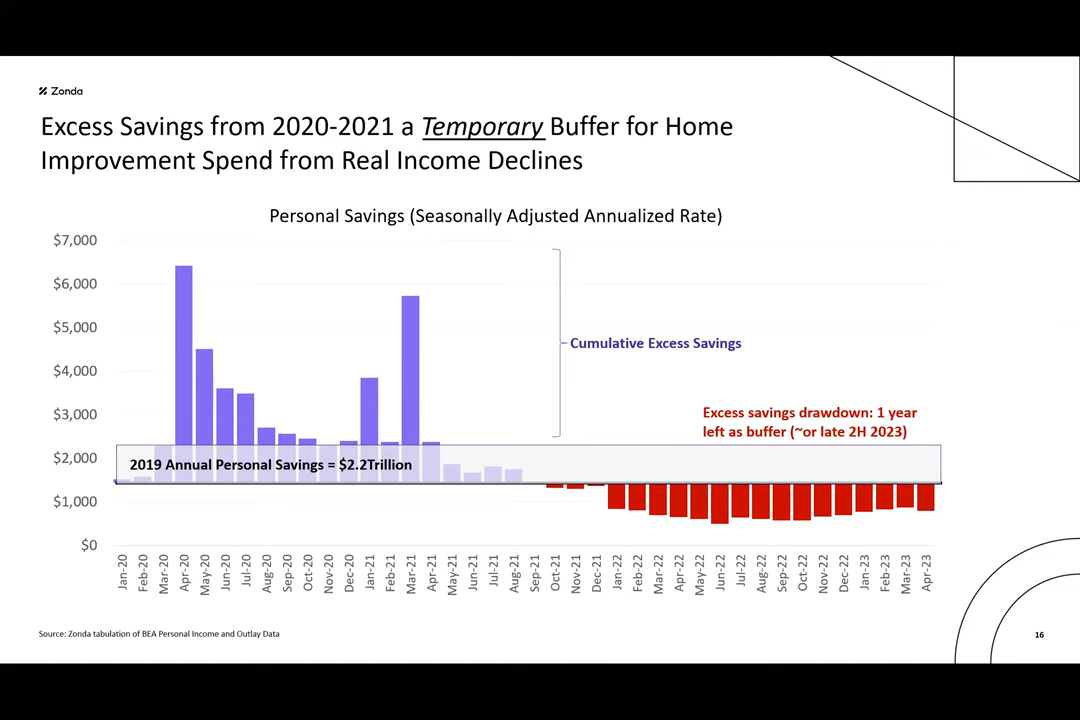 Zonda
Excess Savings from 2020-2021 a Temporary Buffer for Home
Improvement Spend from Real Income Declines
Personal Savings (Seasonally Adjusted Annualized Rate)
$7,000
$6,000
$5,000
$4,000
$3,000
$2,000
$1,000
$0
Cumulative Excess Savings
Excess savings drawdown: 1 year
left as buffer (~or late 2H 2023)
2019 Annual Personal Savings = $2.2Trillion
Jan-20
Feb-20
Mar-20
Apr-20
May-20
Jun-20
Jul-20
Aug-20
Sep-20
Oct-20
Nov-20
Dec-20
Jan-21
Feb-21
Mar-21
Apr-21
May-21
Jun-21
Jul-21
Aug-21
Sep-21
Oct-21
Nov-21
Dec-21
Jan-22
Feb-22
Mar-22
Apr-22
May-22
Jun-22
Jul-22
Aug-22
Sep-22
Oct-22
Nov-22
Dec-22
Jan-23
Feb-23
Mar-23
Apr-23
Source: Zonda tabulation of BEA Personal Income and Outlay Data
16